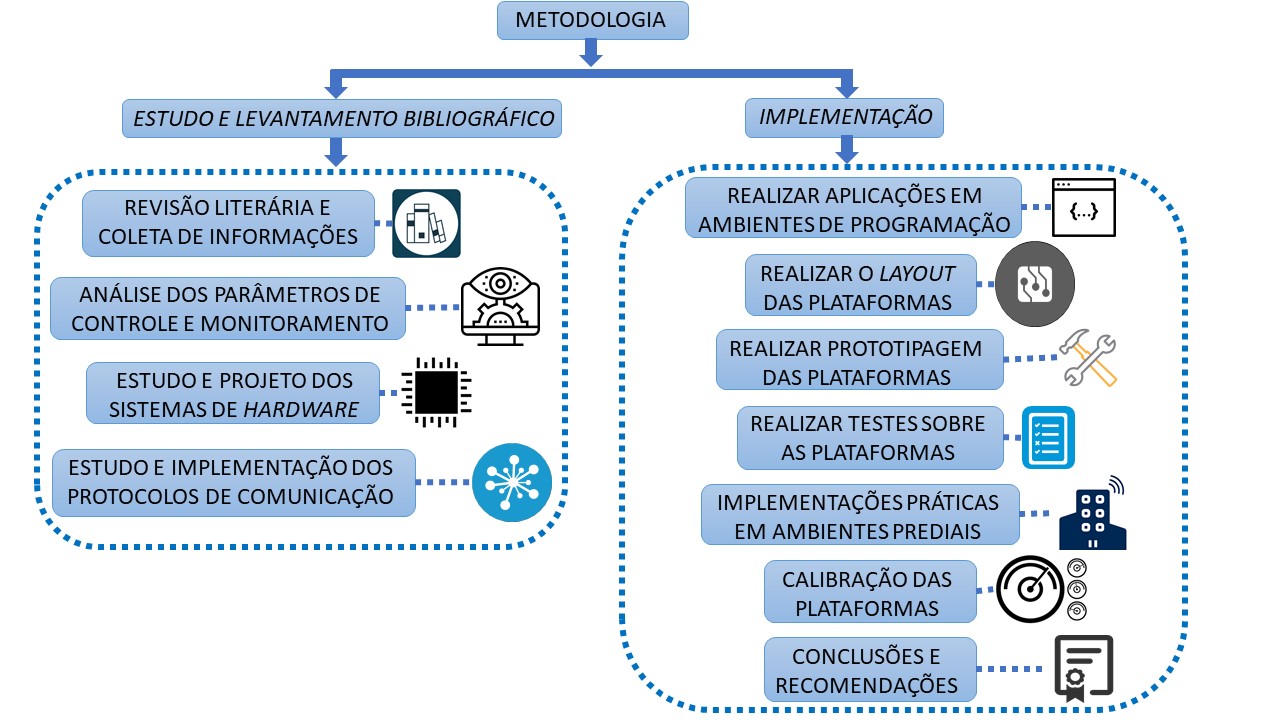 METODOLOGIA
ESTUDO E LEVANTAMENTO BIBLIOGRÁFICO
REVISÃO LITERÁRIA E
COLETA DE INFORMAÇÕES
ANÁLISE DOS PARÂMETROS DE
CONTROLE E MONITORAMENTO
ESTUDO E PROJETO DOS
SISTEMAS DE HARDWARE
ESTUDO E IMPLEMENTAÇÃO DOS
PROTOCOLOS DE COMUNICAÇÃO
IMPLEMENTAÇÃO
REALIZAR APLICAÇÕES EM
AMBIENTES DE PROGRAMAÇÃO
{...}
REALIZAR O LAYOUT
DAS PLATAFORMAS
REALIZAR PROTOTIPAGEM
DAS PLATAFORMAS
REALIZAR TESTES SOBRE
AS PLATAFORMAS
IMPLEMENTAÇÕES PRÁTICAS
EM AMBIENTES PREDIAIS
CALIBRAÇÃO DAS
PLATAFORMAS
CONCLUSÕES E
RECOMENDAÇÕES